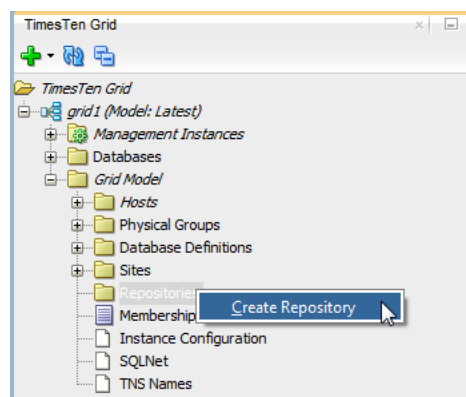 TimesTen Grid
TimesTen Grid
grid1 (Model: Latest)
Management Instances
Databases
Grid Model
Hosts
Physical Groups
Database Definitions
Sites
Repositories
Create Repository
Membership
Instance Configuration
SQLNet
TNS Names